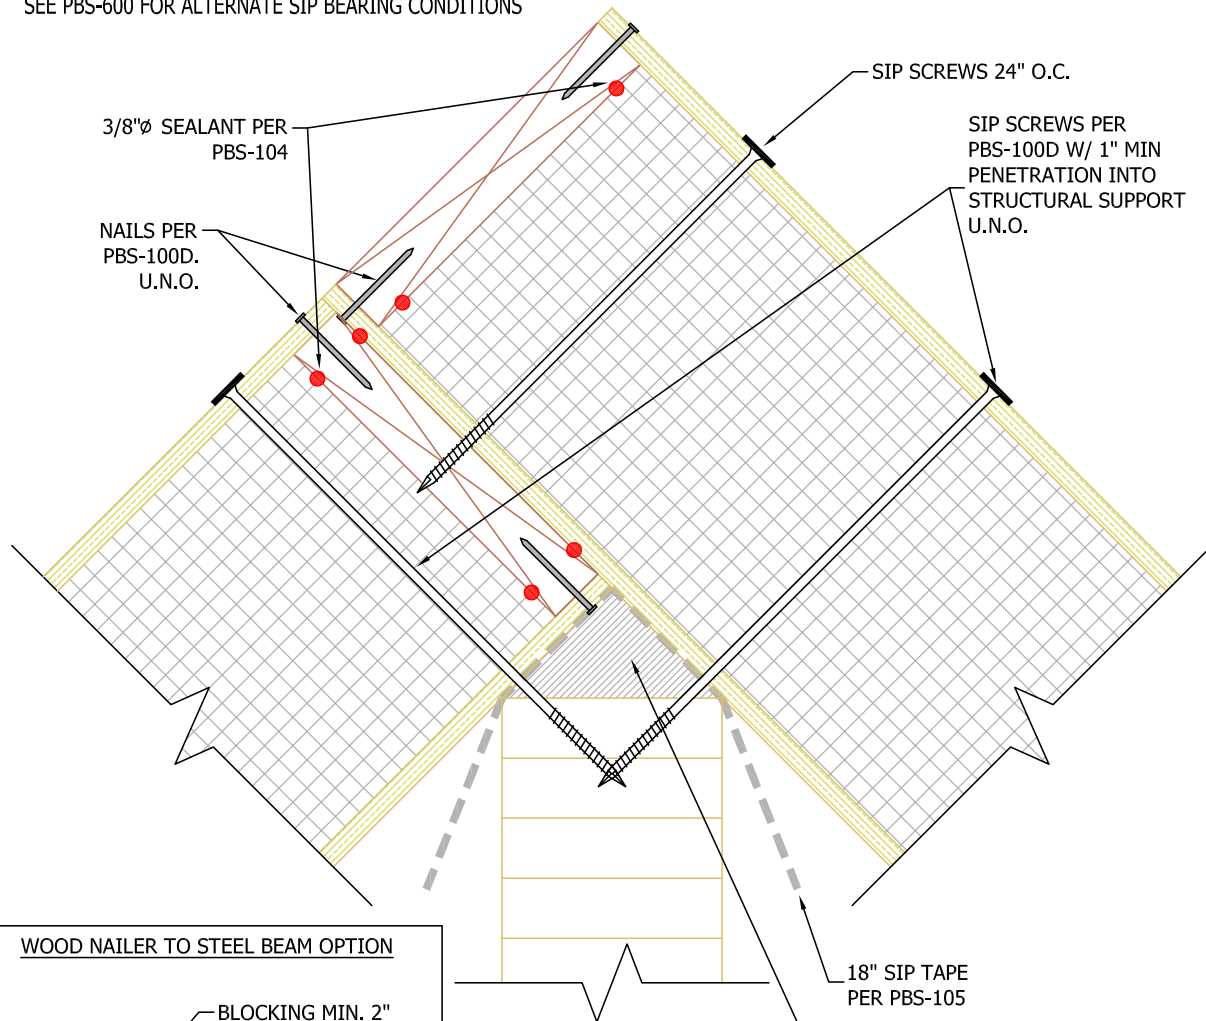 SEE PBS-600 FOR ALTERNATE SIP BEARING CONDITIONS
SIP SCREWS 24" O.C.
3/8"Ø SEALANT PER
PBS-104
SIP SCREWS PER
PBS-100D W/ 1" MIN
PENETRATION INTO
STRUCTURAL SUPPORT
U.N.O.
NAILS PER
PBS-100D.
U.N.O.
WOOD NAILER TO STEEL BEAM OPTION
18" SIP TAPE
PER PBS-105
BLOCKING MIN. 2"